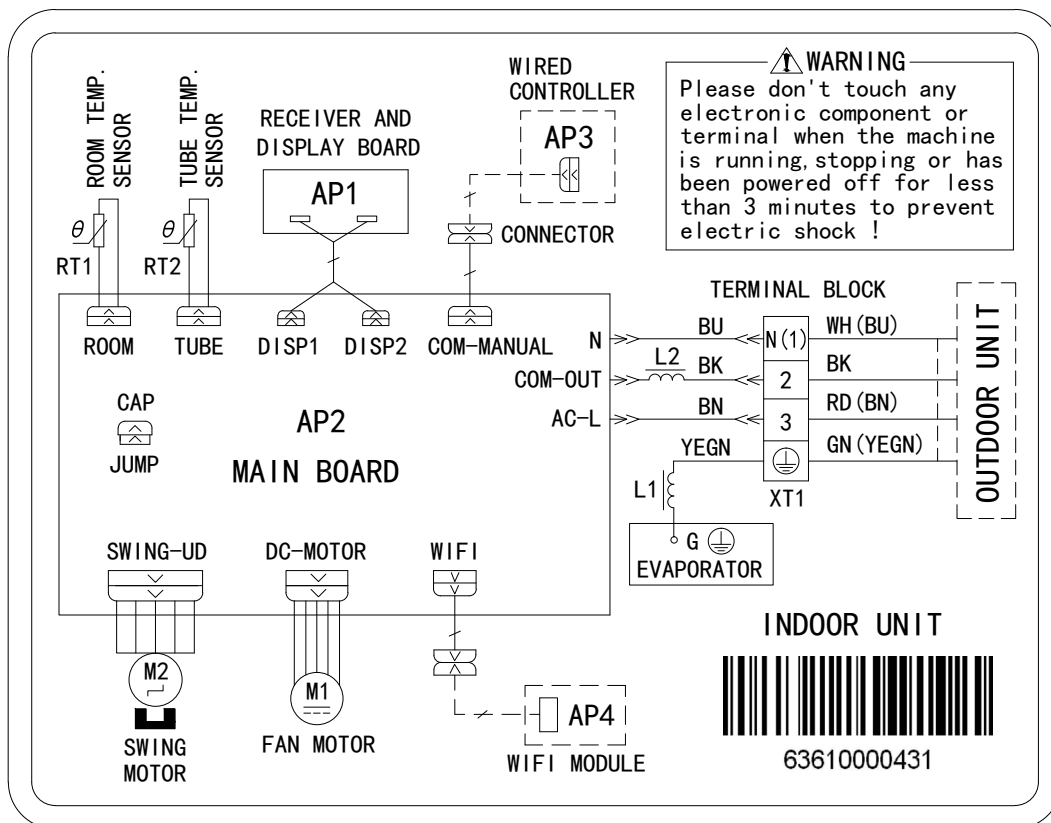 ROOM TEMP.
SENSOR
TUBE TEMP.
SENSOR
RECEIVER AND
DISPLAY BOARD
AP1
WIRED
CONTROLLER
AP3
CONNECTOR
WARNING
Please don't touch any
electronic component or
terminal when the machine
is running, stopping or has
been powered off for less
than 3 minutes to prevent
electric shock !
θ
RT1
θ
RT2
ROOM
TUBE
DISP1
DISP2
COM-MANUAL
N
COM-OUT
AC-L
TERMINAL BLOCK
BU
N(1)
WH(BU)
L2
BK
2
BK
BN
3
RD(BN)
YEGN
GN(YEGN)
XT1
OUTDOOR UNIT
L1
G
EVAPORATOR
CAP
JUMP
AP2
MAIN BOARD
SWING-UD
DC-MOTOR
WIFI
M2
SWING
MOTOR
M1
FAN MOTOR
AP4
WIFI MODULE
INDOOR UNIT
63610000431